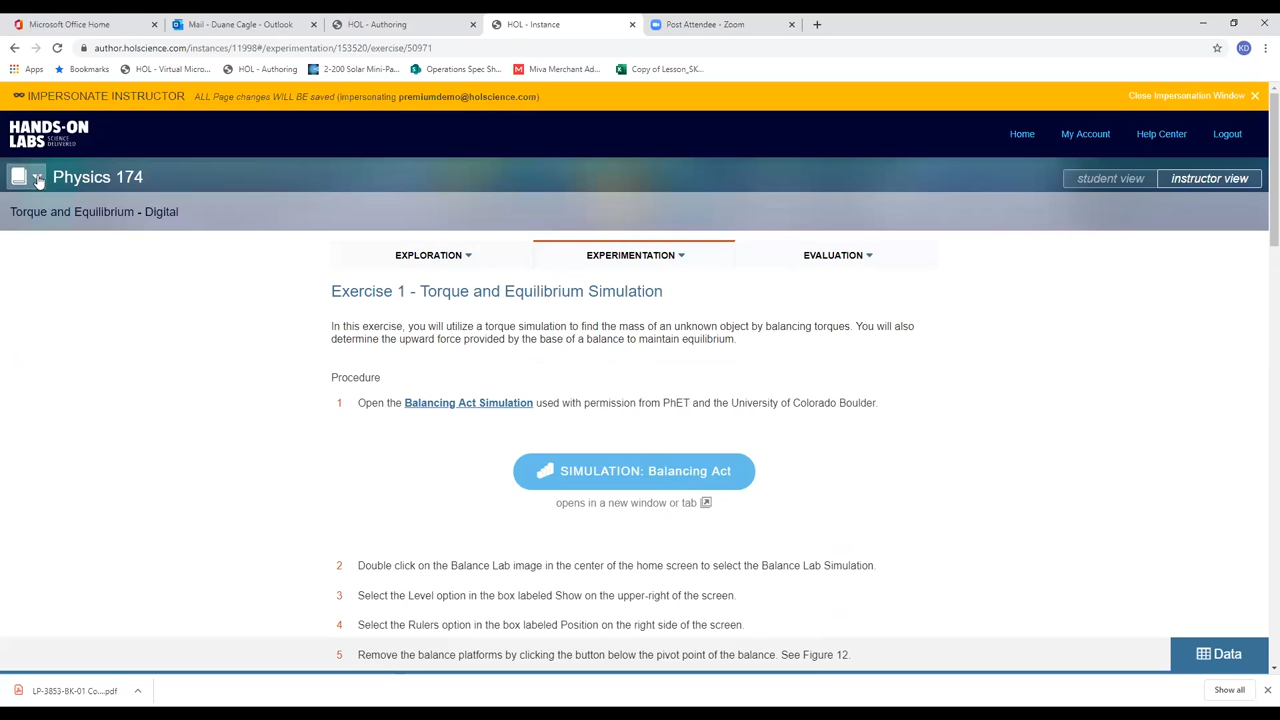 Microsoft Office Home
Mail - Duane Cagle - Outlook
HOL - Authoring
HOL - Instance
Post Attendee - Zoom
author.holscience.com/instances/11998#/experimentation/153520/exercise/50971
KD
Apps
Bookmarks
HOL - Virtual Micro...
HOL - Authoring
2-200 Solar Mini-Pa...
Operations Spec Sh...
Miva Merchant Ad...
Copy of Lesson_SK...
IMPERSONATE INSTRUCTOR ALL Page changes WILL BE saved (impersonating premiumdemo@holscience.com)
Close Impersonation Window
HANDS-ON
LABS SCIENCE DELIVERED
Home
My Account
Help Center
Logout
Physics 174
student view
instructor view
Torque and Equilibrium - Digital
EXPLORATION
EXPERIMENTATION
EVALUATION
Exercise 1 - Torque and Equilibrium Simulation
In this exercise, you will utilize a torque simulation to find the mass of an unknown object by balancing torques. You will also
determine the upward force provided by the base of a balance to maintain equilibrium.
Procedure
1 Open the Balancing Act Simulation used with permission from PhET and the University of Colorado Boulder.
SIMULATION: Balancing Act
opens in a new window or tab
2 Double click on the Balance Lab image in the center of the home screen to select the Balance Lab Simulation.
3 Select the Level option in the box labeled Show on the upper-right of the screen.
4 Select the Rulers option in the box labeled Position on the right side of the screen.
5 Remove the balance platforms by clicking the button below the pivot point of the balance. See Figure 12.
Data
LP-3853-BK-01 Co....pdf
Show all